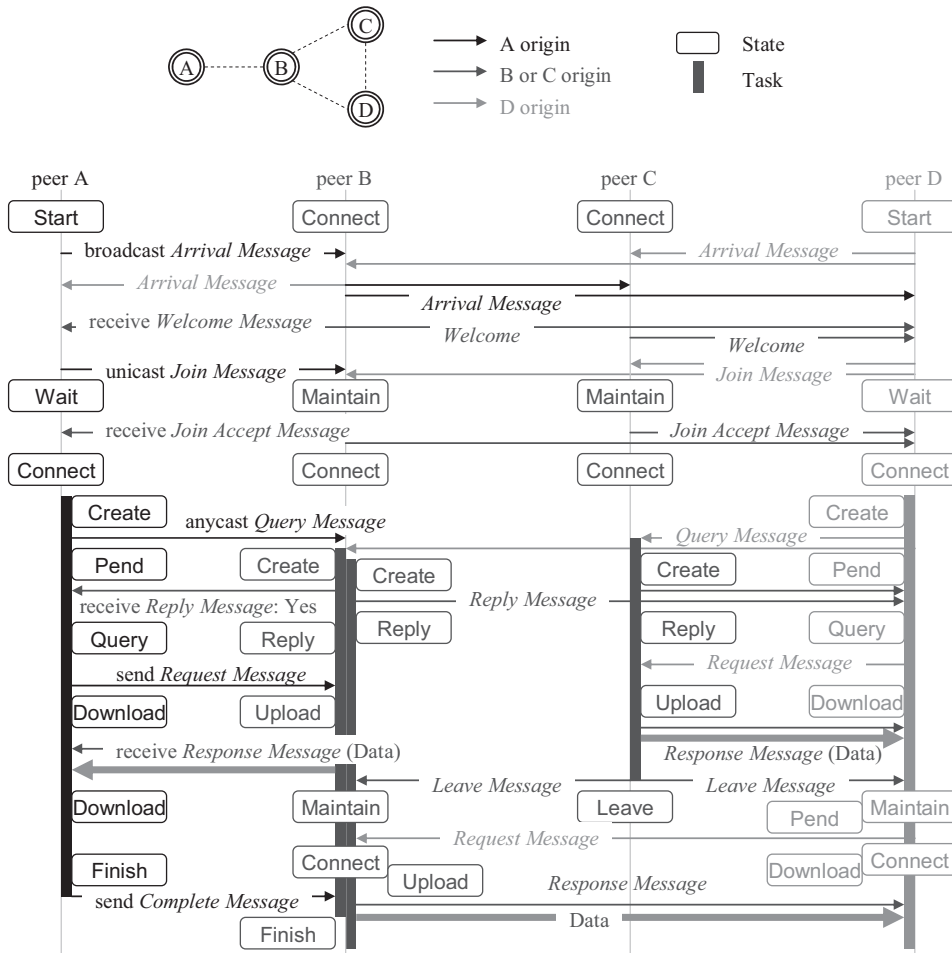 C
A origin
State
A
B
B or C origin
Task
D
D origin
peer A
peer B
peer C
peer D
Start
Connect
Connect
Start
broadcast Arrival Message
Arrival Message
Arrival Message
Arrival Message
receive Welcome Message
Welcome
Welcome
unicast Join Message
Join Message
Wait
Maintain
Maintain
Wait
receive Join Accept Message
Join Accept Message
Connect
Connect
Connect
Connect
Create
Create
anycast Query Message
Query Message
Pend
Create
Create
Create
Pend
receive Reply Message: Yes
Reply Message
Query
Reply
Reply
Reply
Query
send Request Message
Request Message
Download
Upload
Upload
Download
receive Response Message (Data)
Response Message (Data)
Leave Message
Leave Message
Download
Maintain
Leave
Pend
Maintain
Request Message
Finish
Connect
Upload
Download
Connect
Response Message
send Complete Message
Data
Finish